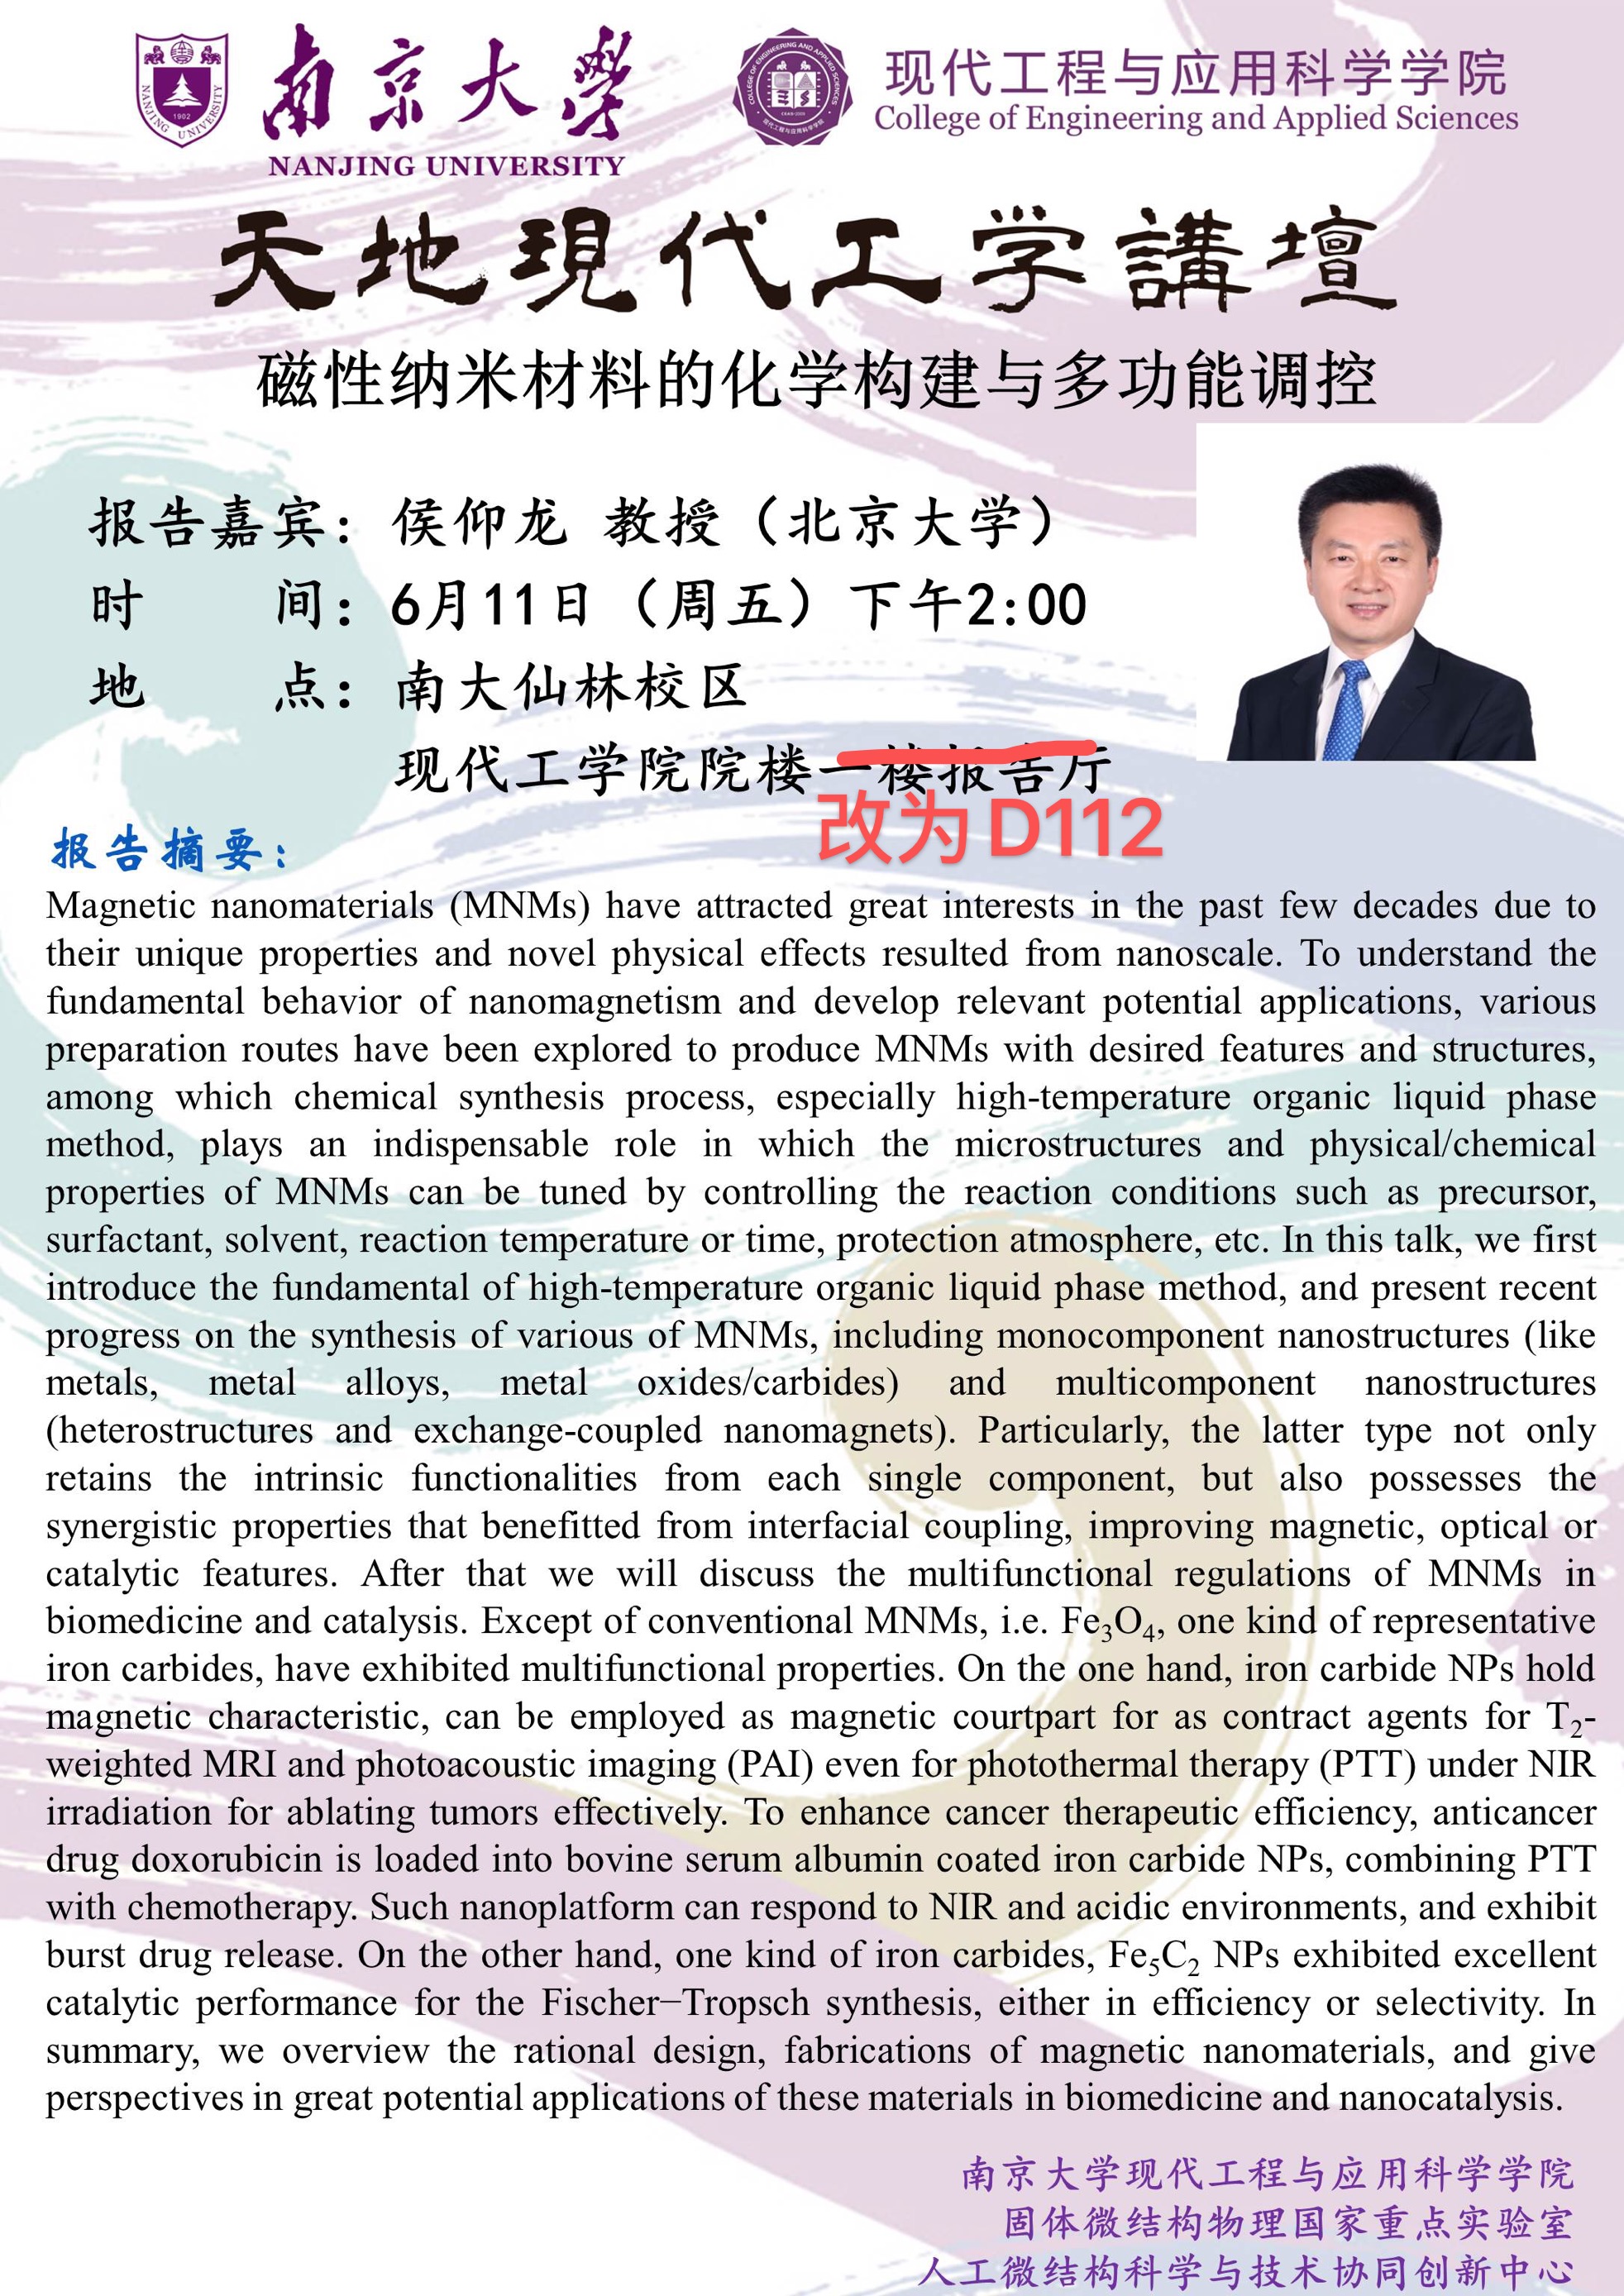 NANJING UNIVERSITY
1902
南京大學
NANJING UNIVERSITY
COLLEGE OF ENGINEERING AND APPLIED SCIENCES
现代工程与应用科学学院
现代工程与应用科学学院
College of Engineering and Applied Sciences
天地現代工学講壇
磁性纳米材料的化学构建与多功能调控
报告嘉宾：侯仰龙 教授（北京大学）
时 间：6月11日（周五）下午2:00
地 点：南大仙林校区
现代工学院院楼一楼报告厅
改为 D112
报告摘要：
Magnetic nanomaterials (MNMs) have attracted great interests in the past few decades due to
their unique properties and novel physical effects resulted from nanoscale. To understand the
fundamental behavior of nanomagnetism and develop relevant potential applications, various
preparation routes have been explored to produce MNMs with desired features and structures,
among which chemical synthesis process, especially high-temperature organic liquid phase
method, plays an indispensable role in which the microstructures and physical/chemical
properties of MNMs can be tuned by controlling the reaction conditions such as precursor,
surfactant, solvent, reaction temperature or time, protection atmosphere, etc. In this talk, we first
introduce the fundamental of high-temperature organic liquid phase method, and present recent
progress on the synthesis of various of MNMs, including monocomponent nanostructures (like
metals, metal alloys, metal oxides/carbides) and multicomponent nanostructures
(heterostructures and exchange-coupled nanomagnets). Particularly, the latter type not only
retains the intrinsic functionalities from each single component, but also possesses the
synergistic properties that benefitted from interfacial coupling, improving magnetic, optical or
catalytic features. After that we will discuss the multifunctional regulations of MNMs in
biomedicine and catalysis. Except of conventional MNMs, i.e. Fe₃O₄, one kind of representative
iron carbides, have exhibited multifunctional properties. On the one hand, iron carbide NPs hold
magnetic characteristic, can be employed as magnetic courtpart for as contract agents for T₂-
weighted MRI and photoacoustic imaging (PAI) even for photothermal therapy (PTT) under NIR
irradiation for ablating tumors effectively. To enhance cancer therapeutic efficiency, anticancer
drug doxorubicin is loaded into bovine serum albumin coated iron carbide NPs, combining PTT
with chemotherapy. Such nanoplatform can respond to NIR and acidic environments, and exhibit
burst drug release. On the other hand, one kind of iron carbides, Fe₅C₂ NPs exhibited excellent
catalytic performance for the Fischer–Tropsch synthesis, either in efficiency or selectivity. In
summary, we overview the rational design, fabrications of magnetic nanomaterials, and give
perspectives in great potential applications of these materials in biomedicine and nanocatalysis.
南京大学现代工程与应用科学学院
固体微结构物理国家重点实验室
人工微结构科学与技术协同创新中心